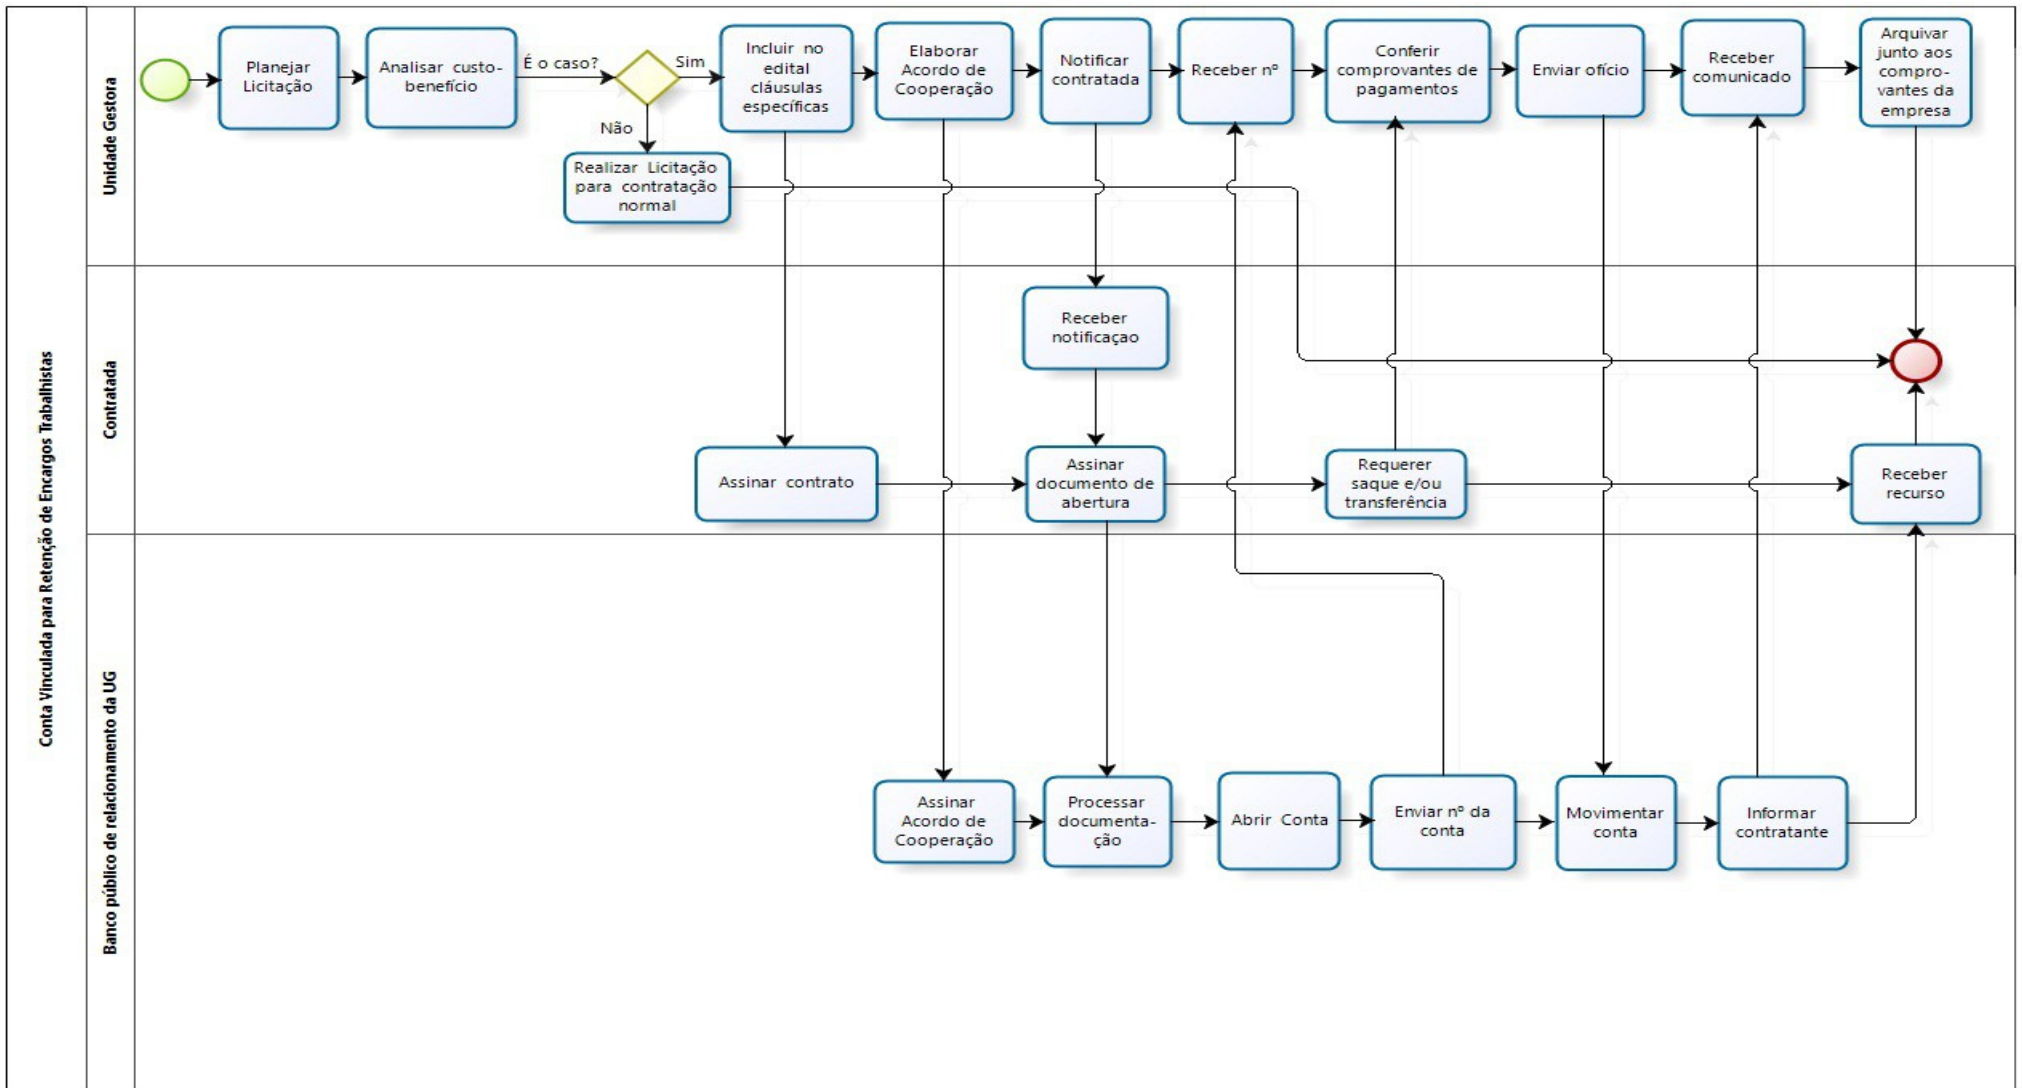 Conta Vinculada para Retenção de Encargos Trabalhistas
Unidade Gestora
Planejar
Licitação
Analisar custo-
benefício
É o caso?
Sim
Não
Realizar Licitação
para contratação
normal
Incluir no
edital
cláusulas
específicas
Elaborar
Acordo de
Cooperação
Notificar
contratada
Receber nº
Conferir
comprovantes de
pagamentos
Enviar ofício
Receber
comunicado
Arquivar
junto aos
compro-
vantes da
empresa
Contratada
Receber
notificaçao
Assinar contrato
Assinar
documento de
abertura
Requerer
saque e/ou
transferência
Receber
recurso
Banco público de relacionamento da UG
Assinar
Acordo de
Cooperação
Processar
documenta-
ção
Abrir Conta
Enviar nº da
conta
Movimentar
conta
Informar
contratante